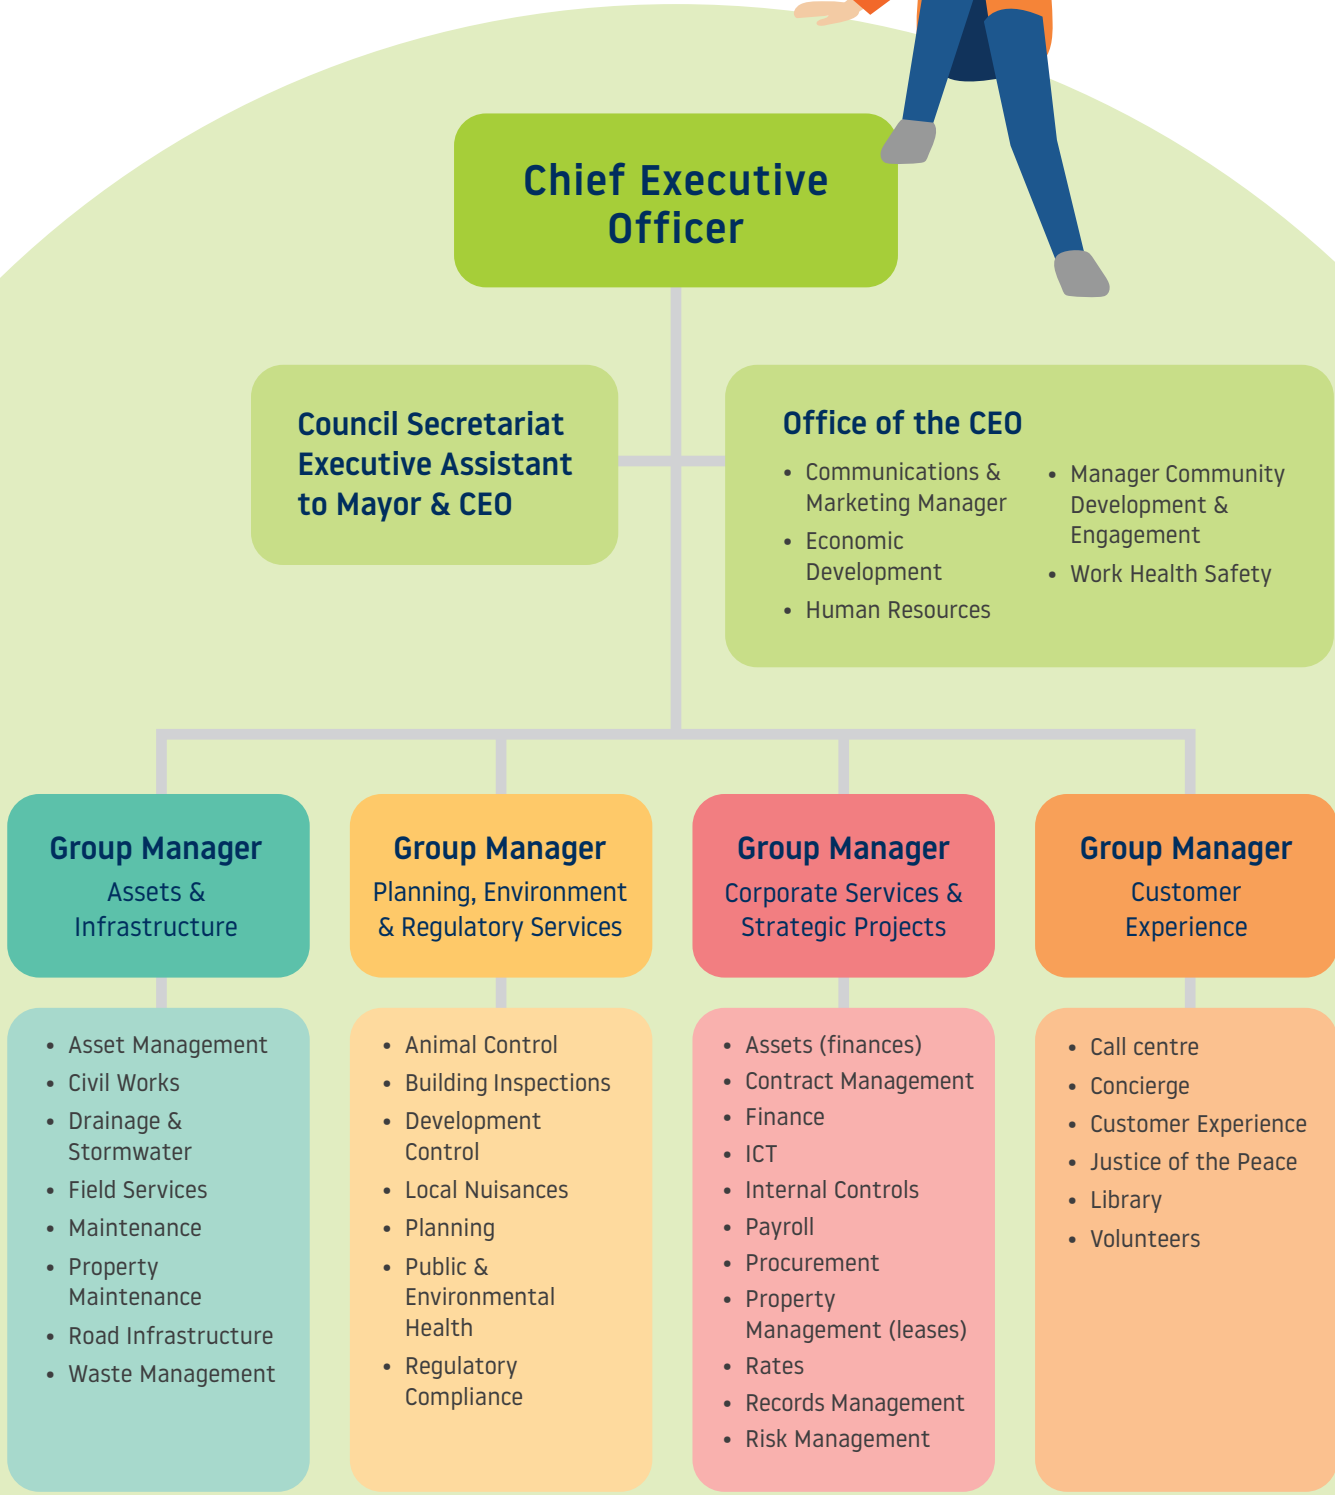 Chief Executive
Officer
Council Secretariat
Executive Assistant
to Mayor & CEO
Office of the CEO
• Communications &
Marketing Manager
• Economic
Development
• Human Resources
• Manager Community
Development &
Engagement
• Work Health Safety
Group Manager
Assets &
Infrastructure
• Asset Management
• Civil Works
• Drainage &
Stormwater
• Field Services
• Maintenance
• Property
Maintenance
• Road Infrastructure
• Waste Management
Group Manager
Planning, Environment
& Regulatory Services
• Animal Control
• Building Inspections
• Development
Control
• Local Nuisances
• Planning
• Public &
Environmental
Health
• Regulatory
Compliance
Group Manager
Corporate Services &
Strategic Projects
• Assets (finances)
• Contract Management
• Finance
• ICT
• Internal Controls
• Payroll
• Procurement
• Property
Management (leases)
• Rates
• Records Management
• Risk Management
Group Manager
Customer
Experience
• Call centre
• Concierge
• Customer Experience
• Justice of the Peace
• Library
• Volunteers